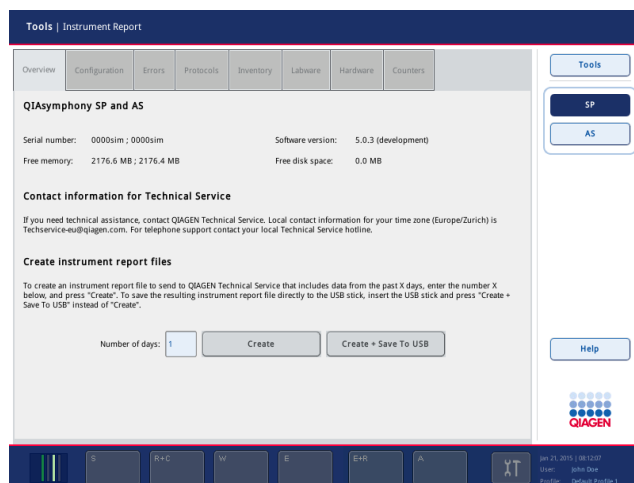 Tools | Instrument Report
Overview Configuration Errors Protocols Inventory Labware Hardware Counters
Tools
SP
AS
QIAsymphony SP and AS
Serial number: 0000sim ; 0000sim Software version: 5.0.3 (development)
Free memory: 2176.6 MB ; 2176.4 MB Free disk space: 0.0 MB
Contact information for Technical Service
If you need technical assistance, contact QIAGEN Technical Service. Local contact information for your time zone (Europe/Zurich) is
Techservice-eu@qiagen.com. For telephone support contact your local Technical Service hotline.
Create instrument report files
To create an instrument report file to send to QIAGEN Technical Service that includes data from the past X days, enter the number X
below, and press "Create". To save the resulting instrument report file directly to the USB stick, insert the USB stick and press "Create +
Save To USB" instead of "Create".
Number of days: 1 Create Create + Save To USB
Help
QIAGEN
S R+C W E E+R A
Jan 21, 2015 | 08:12:07
User: John Doe
Profile: Default Profile 1